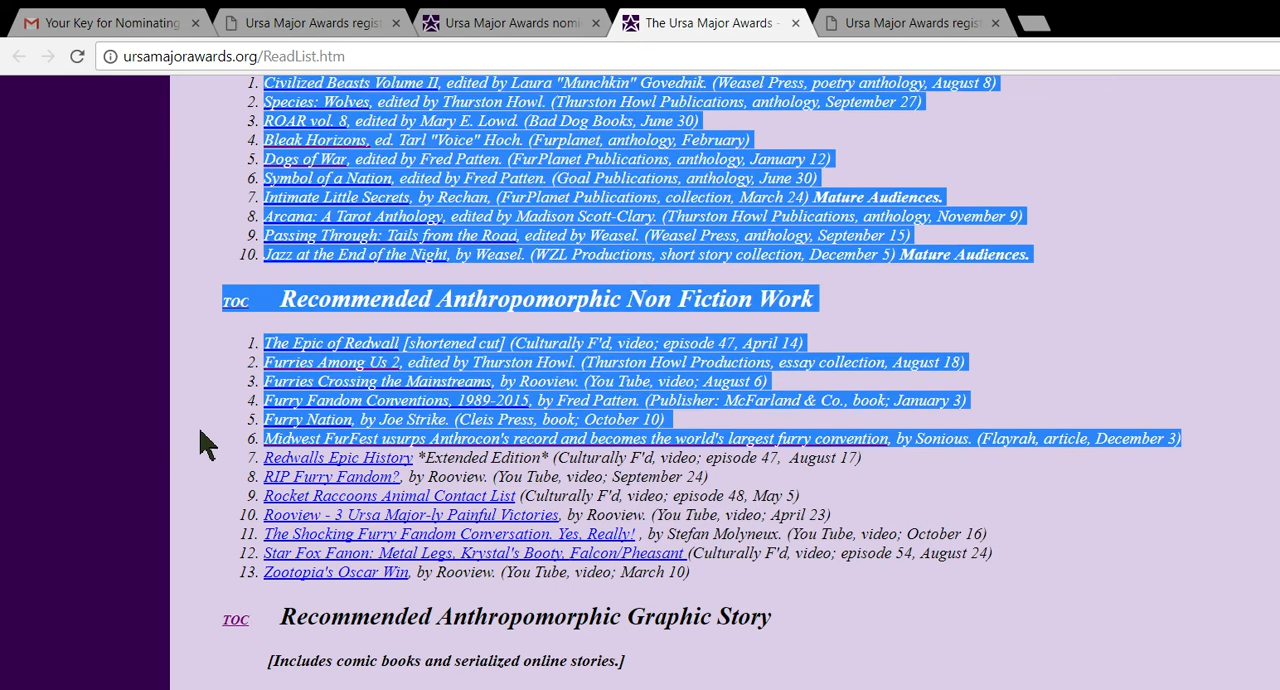 Your Key for Nominating
Ursa Major Awards regist
Ursa Major Awards nomi
The Ursa Major Awards -
Ursa Major Awards regist
ursamajorawards.org/ReadList.htm
1. Civilized Beasts Volume II, edited by Laura "Munchkin" Govednik. (Weasel Press, poetry anthology, August 8)
2. Species: Wolves, edited by Thurston Howl. (Thurston Howl Publications, anthology, September 27)
3. ROAR vol. 8, edited by Mary E. Lowd. (Bad Dog Books, June 30)
4. Bleak Horizons, ed. Tarl "Voice" Hoch. (Furplanet, anthology, February)
5. Dogs of War, edited by Fred Patten. (FurPlanet Publications, anthology, January 12)
6. Symbol of a Nation, edited by Fred Patten. (Goal Publications, anthology, June 30)
7. Intimate Little Secrets, by Rechan, (FurPlanet Publications, collection, March 24) Mature Audiences.
8. Arcana: A Tarot Anthology, edited by Madison Scott-Clary. (Thurston Howl Publications, anthology, November 9)
9. Passing Through: Tails from the Road, edited by Weasel. (Weasel Press, anthology, Septenber 15)
10. Jazz at the End of the Night, by Weasel. (WZL Productions, short story collection, December 5) Mature Audiences.
TOC Recommended Anthropomorphic Non Fiction Work
1. The Epic of Redwall [shortened cut] (Culturally F'd, video; episode 47, April 14)
2. Furries Among Us 2, edited by Thurston Howl. (Thurston Howl Productions, essay collection, August 18)
3. Furries Crossing the Mainstreams, by Rooview. (You Tube, video; August 6)
4. Furry Fandom Conventions, 1989-2015, by Fred Patten. (Publisher: McFarland & Co., book; January 3)
5. Furry Nation, by Joe Strike. (Cleis Press, book; October 10)
6. Midwest FurFest usurps Anthrocon's record and becomes the world's largest furry convention, by Sonious. (Flayrah, article, December 3)
7. Redwalls Epic History *Extended Edition* (Culturally F'd, video; episode 47, August 17)
8. RIP Furry Fandom?, by Rooview. (You Tube, video; September 24)
9. Rocket Raccoons Animal Contact List (Culturally F'd, video; episode 48, May 5)
10. Rooview - 3 Ursa Major-ly Painful Victories, by Rooview. (You Tube, video; April 23)
11. The Shocking Furry Fandom Conversation. Yes, Really! , by Stefan Molyneux. (You Tube, video; October 16)
12. Star Fox Fanon: Metal Legs, Krystal's Booty, Falcon/Pheasant (Culturally F'd, video; episode 54, August 24)
13. Zootopia's Oscar Win, by Rooview. (You Tube, video; March 10)
TOC Recommended Anthropomorphic Graphic Story
[Includes comic books and serialized online stories.]